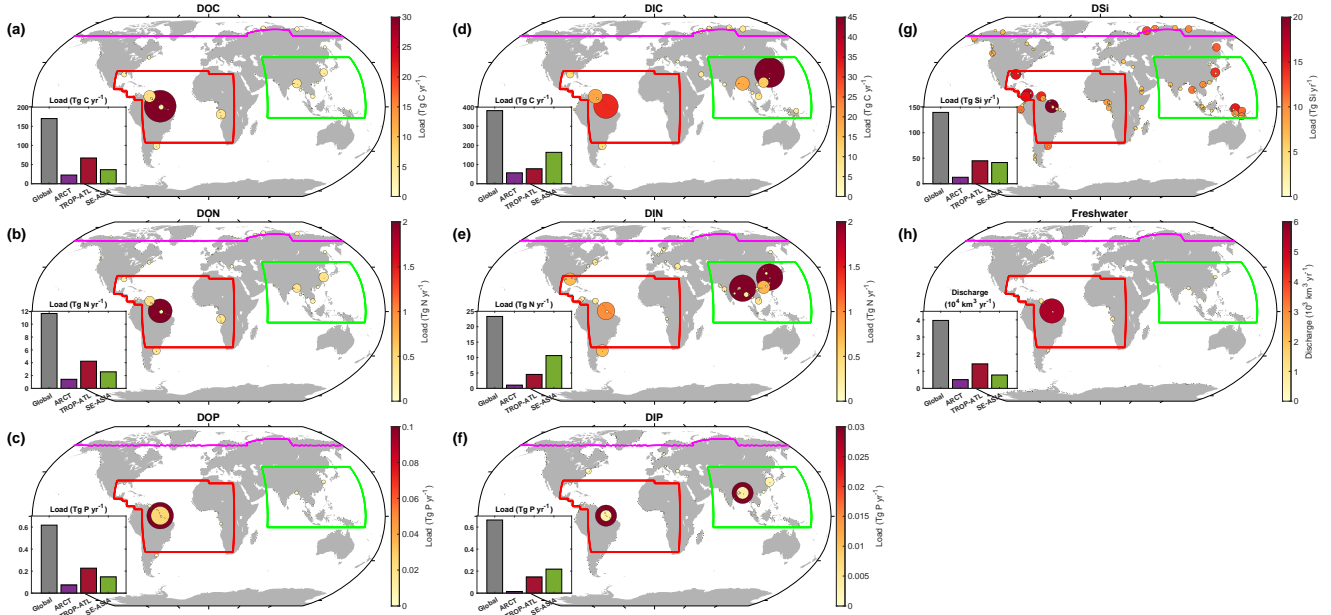 DOC
(a)
Load (Tg C yr-1)
200
150
100
50
0
Global
ARCT
TROP-ATL
SE-ASIA
30
25
20
15
10
5
0
Load (Tg C yr-1)
DIC
(d)
Load (Tg C yr-1)
400
300
200
100
0
Global
ARCT
TROP-ATL
SE-ASIA
45
40
35
30
25
20
15
10
5
0
Load (Tg C yr-1)
DSi
(g)
Load (Tg Si yr-1)
150
100
50
0
Global
ARCT
TROP-ATL
SE-ASIA
20
15
10
5
0
Load (Tg Si yr-1)
DON
(b)
Load (Tg N yr-1)
12
10
8
6
4
2
0
Global
ARCT
TROP-ATL
SE-ASIA
2
1.5
1
0.5
0
Load (Tg N yr-1)
DIN
(e)
Load (Tg N yr-1)
25
20
15
10
5
0
Global
ARCT
TROP-ATL
SE-ASIA
2
1.5
1
0.5
0
Load (Tg N yr-1)
Freshwater
(h)
Discharge
(10⁴ km³ yr-1)
4
3
2
1
0
Global
ARCT
TROP-ATL
SE-ASIA
6
5
4
3
2
1
0
Discharge (10³ km³ yr-1)
DOP
(c)
Load (Tg P yr-1)
0.6
0.4
0.2
0
Global
ARCT
TROP-ATL
SE-ASIA
0.1
0.08
0.06
0.04
0.02
0
Load (Tg P yr-1)
DIP
(f)
Load (Tg P yr-1)
0.6
0.4
0.2
0
Global
ARCT
TROP-ATL
SE-ASIA
0.03
0.025
0.02
0.015
0.01
0.005
0
Load (Tg P yr-1)